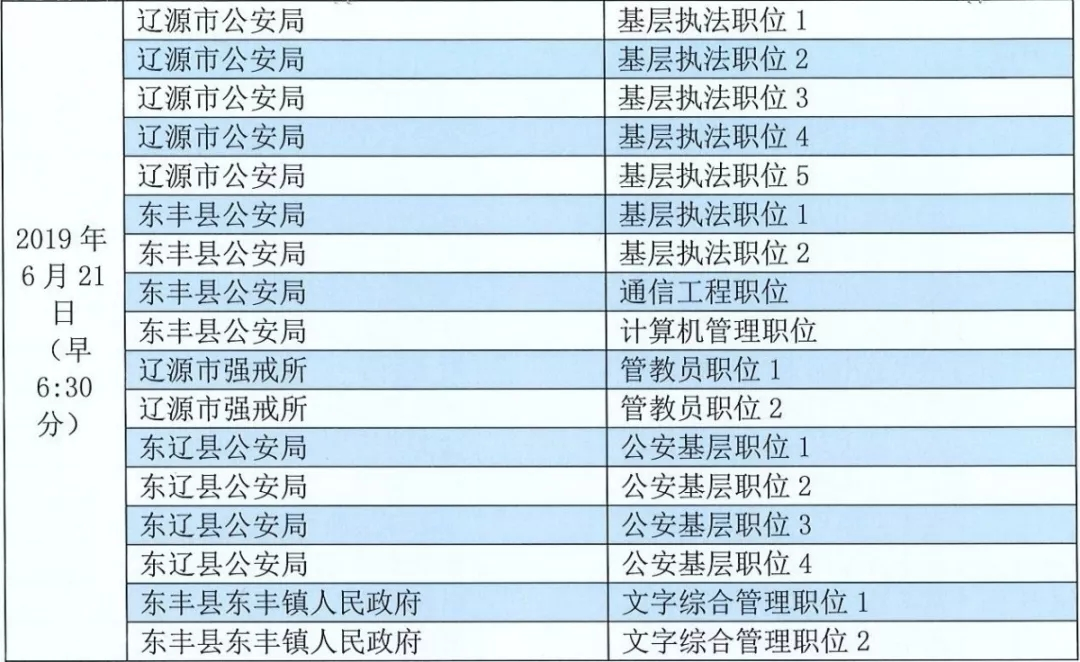 2019 年
6 月 21
日
（早
6:30
分）
辽源市公安局 基层执法职位 1
辽源市公安局 基层执法职位 2
辽源市公安局 基层执法职位 3
辽源市公安局 基层执法职位 4
辽源市公安局 基层执法职位 5
东丰县公安局 基层执法职位 1
东丰县公安局 基层执法职位 2
东丰县公安局 通信工程职位
东丰县公安局 计算机管理职位
辽源市强戒所 管教员职位 1
辽源市强戒所 管教员职位 2
东辽县公安局 公安基层职位 1
东辽县公安局 公安基层职位 2
东辽县公安局 公安基层职位 3
东辽县公安局 公安基层职位 4
东丰县东丰镇人民政府 文字综合管理职位 1
东丰县东丰镇人民政府 文字综合管理职位 2